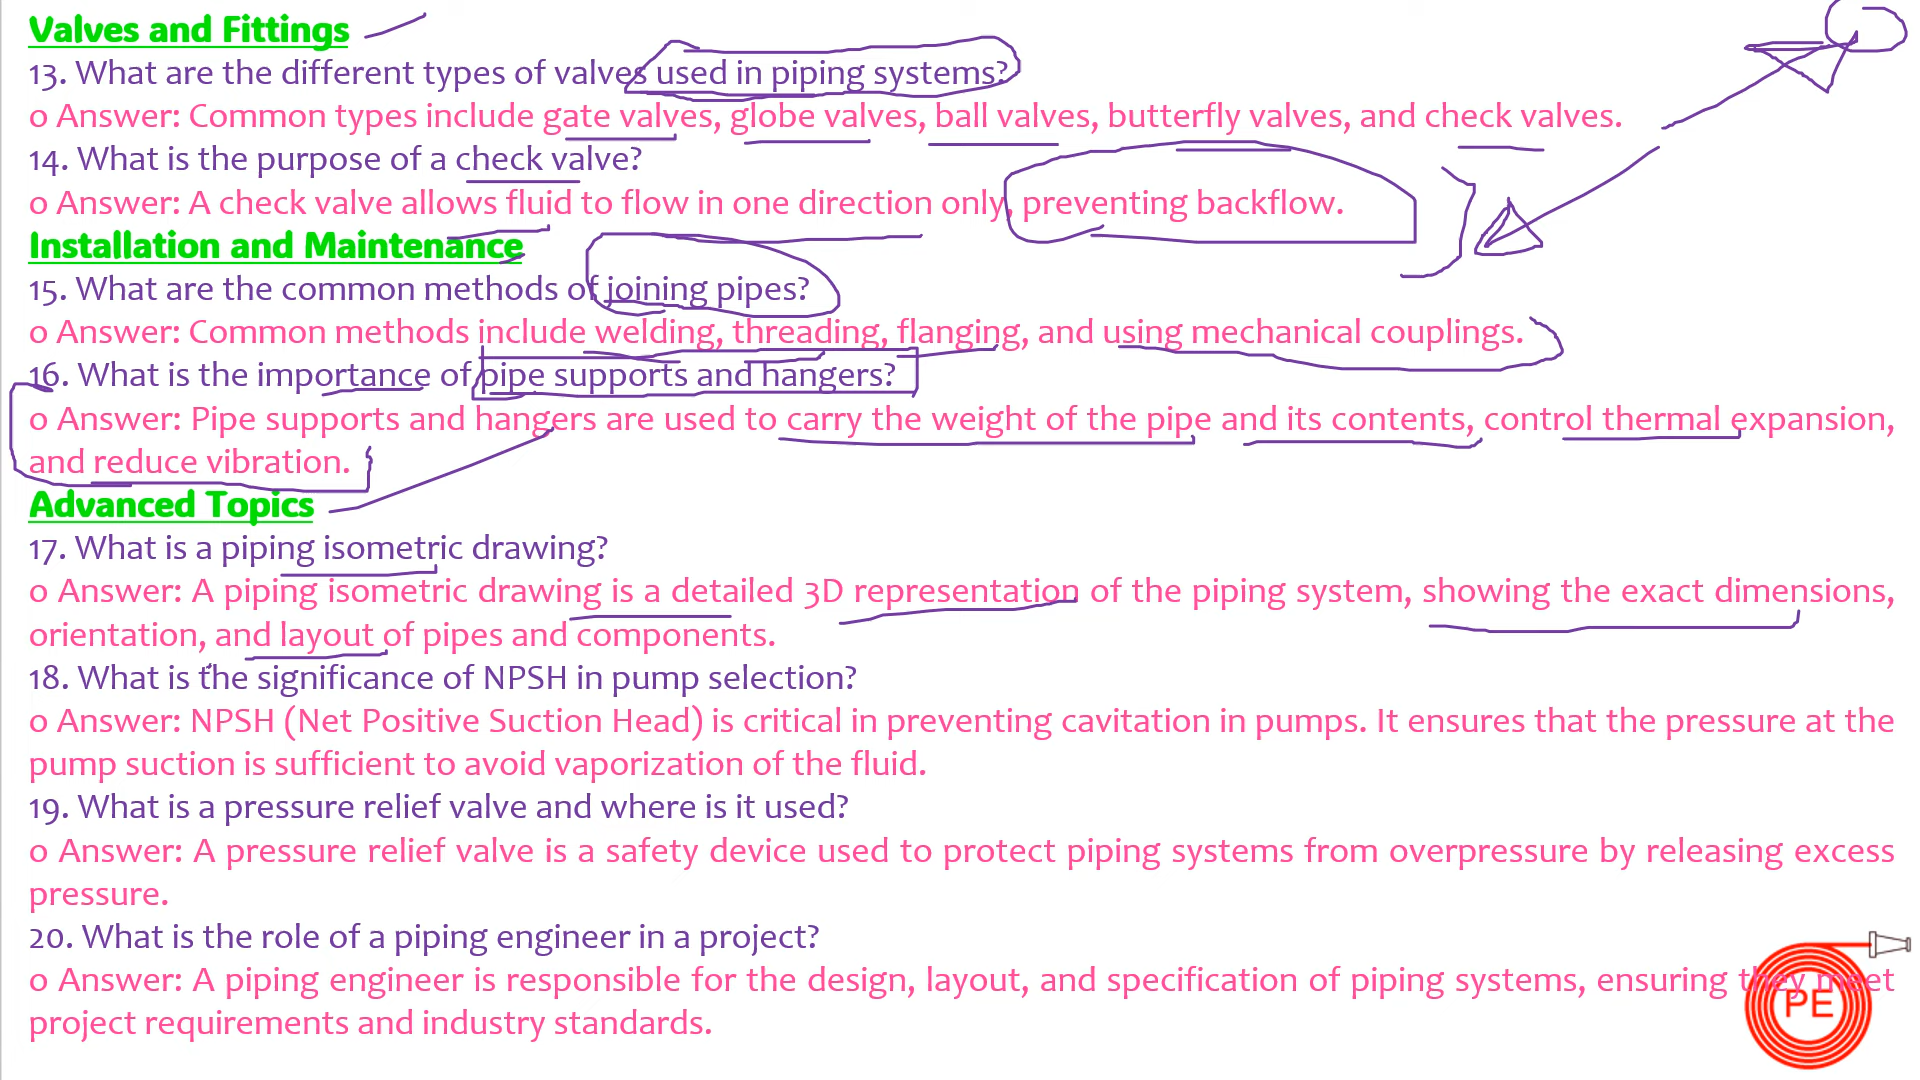 Valves and Fittings
13. What are the different types of valves used in piping systems?
o Answer: Common types include gate valves, globe valves, ball valves, butterfly valves, and check valves.
14. What is the purpose of a check valve?
o Answer: A check valve allows fluid to flow in one direction only, preventing backflow.
Installation and Maintenance
15. What are the common methods of joining pipes?
o Answer: Common methods include welding, threading, flanging, and using mechanical couplings.
16. What is the importance of pipe supports and hangers?
o Answer: Pipe supports and hangers are used to carry the weight of the pipe and its contents, control thermal expansion,
and reduce vibration.
Advanced Topics
17. What is a piping isometric drawing?
o Answer: A piping isometric drawing is a detailed 3D representation of the piping system, showing the exact dimensions,
orientation, and layout of pipes and components.
18. What is the significance of NPSH in pump selection?
o Answer: NPSH (Net Positive Suction Head) is critical in preventing cavitation in pumps. It ensures that the pressure at the
pump suction is sufficient to avoid vaporization of the fluid.
19. What is a pressure relief valve and where is it used?
o Answer: A pressure relief valve is a safety device used to protect piping systems from overpressure by releasing excess
pressure.
20. What is the role of a piping engineer in a project?
o Answer: A piping engineer is responsible for the design, layout, and specification of piping systems, ensuring they meet
project requirements and industry standards.
PE